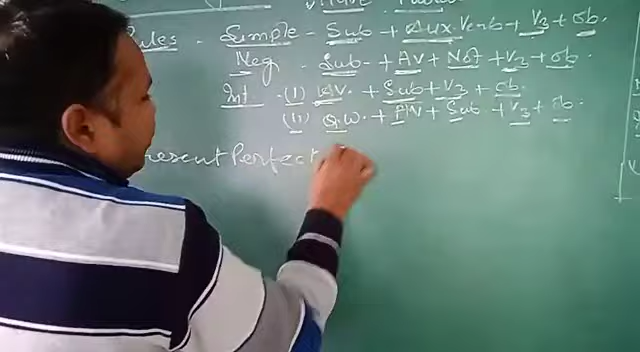 Rules - Simple - Sub + Aux. Verb + V3 + ob.
Neg. - Sub + AV + Not + V3 + ob.
Int. - (i) AV. + Sub + V3 + ob.
(ii) Q.W. + AV + Sub + V3 + ob.
resent Perfect